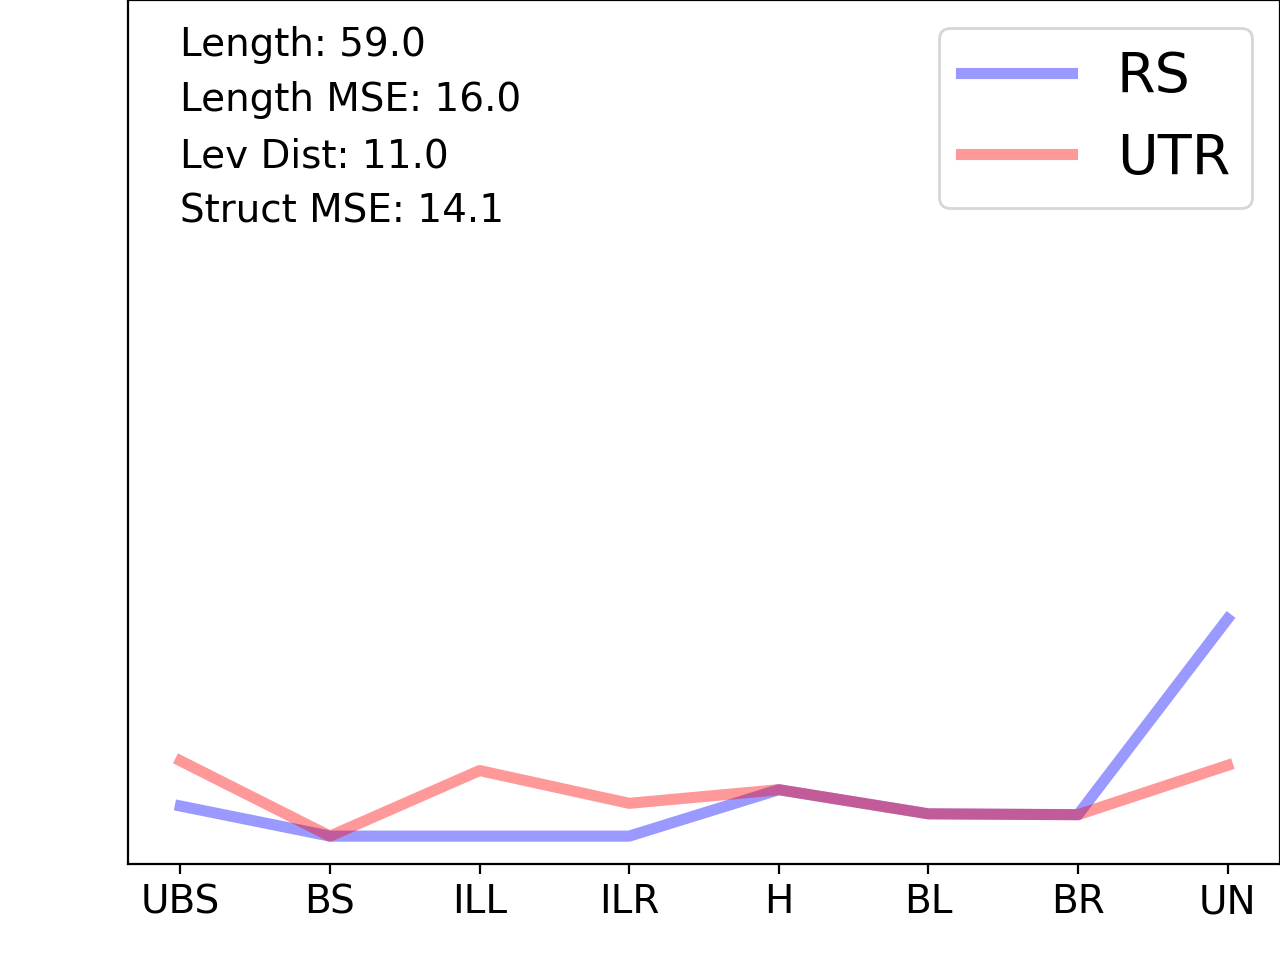 Length: 59.0
Length MSE: 16.0
Lev Dist: 11.0
Struct MSE: 14.1
RS
UTR
UBS BS ILL ILR H BL BR UN